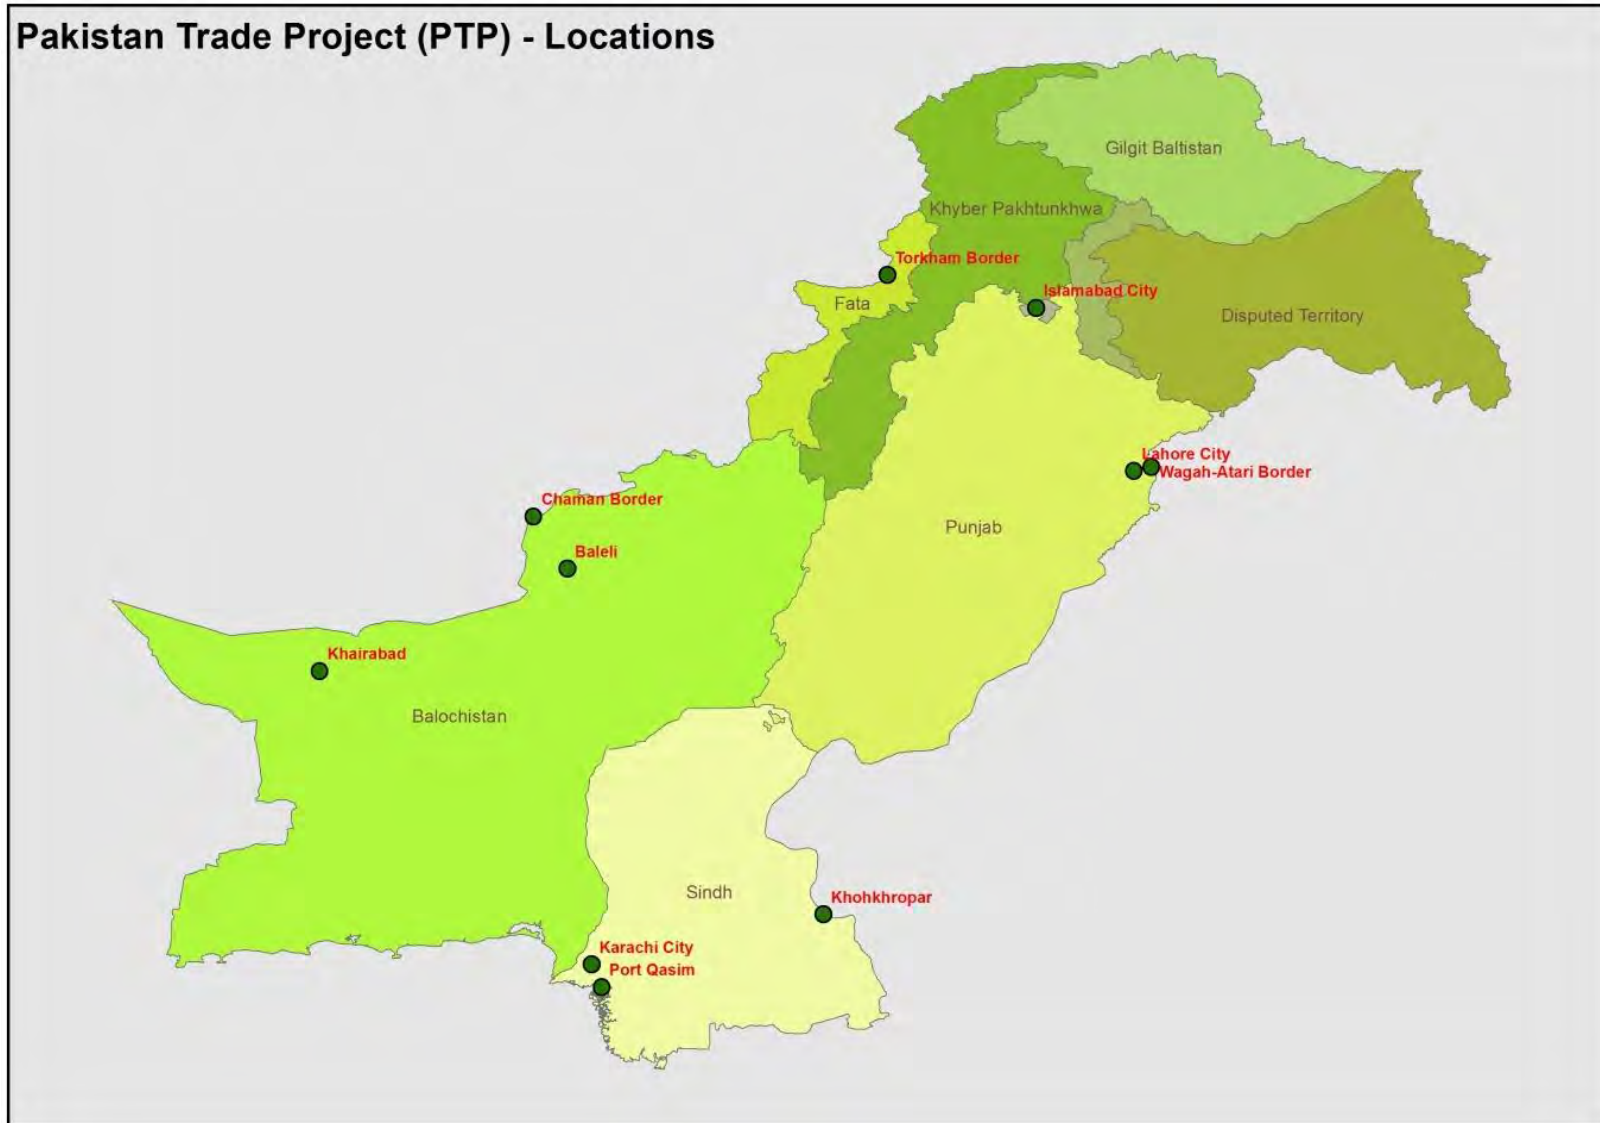 Pakistan Trade Project (PTP) - Locations
Gilgit Baltistan
Khyber Pakhtunkhwa
Torkham Border
Islamabad City
Fata
Disputed Territory
Lahore City
Wagah-Atari Border
Chaman Border
Punjab
Baleli
Khairabad
Balochistan
Sindh
Khohkhropar
Karachi City
Port Qasim